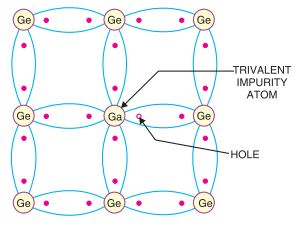 Ge Ge Ge
TRIVALENT
IMPURITY
ATOM
Ge Ga Ge
HOLE
Ge Ge Ge